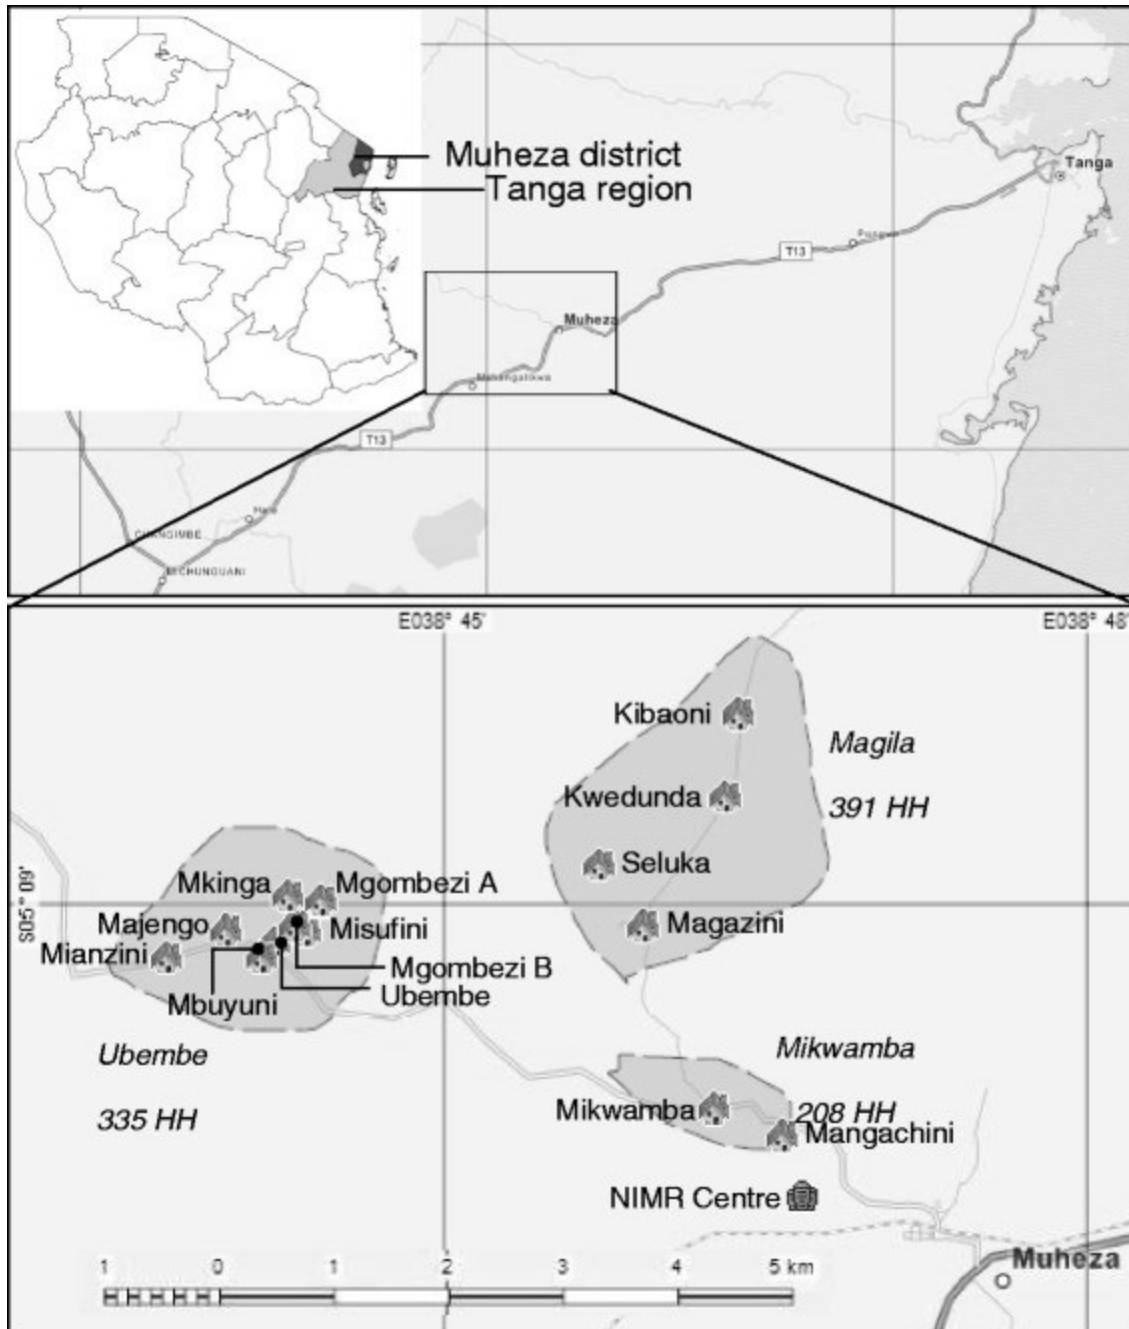 Muheza district
Tanga region
Tanga
T13
Muheza
T13
Hale
E038° 45'
E038° 48'
Kibaoni
Magila
Kwedunda
391 HH
Seluka
S05° 09'
Mkinga
Mgombezi A
Majengo
Misufini
Magazini
Mianzini
Mgombezi B
Ubembe
Mbuyuni
Ubembe
Mikwamba
335 HH
Mikwamba
208 HH
Mangachini
NIMR Centre
1 0 1 2 3 4 5 km
Muheza